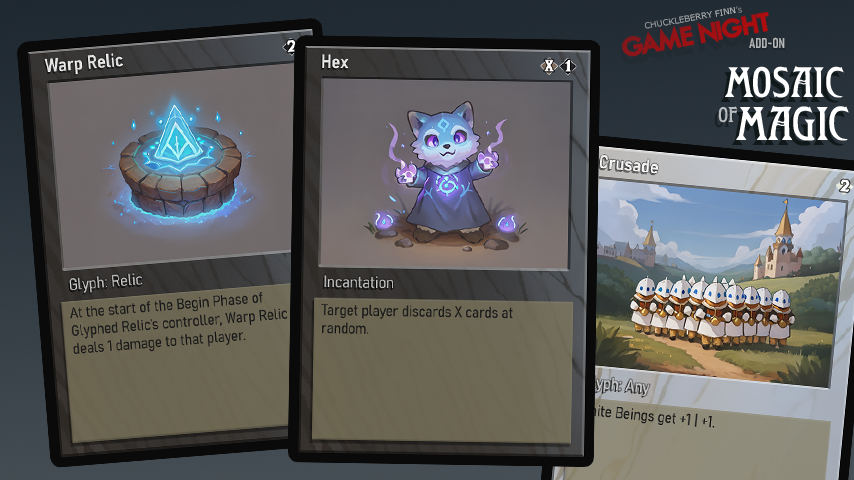 CHUCKLEBERRY FINN's
GAME NIGHT
ADD-ON
MOSAIC
OF MAGIC
Warp Relic
2
Glyph: Relic
At the start of the Begin Phase of
Glyphed Relic's controller, Warp Relic
deals 1 damage to that player.
Hex
X 1
Incantation
Target player discards X cards at
random.
Crusade
2
Any
Beings get +1 | +1.